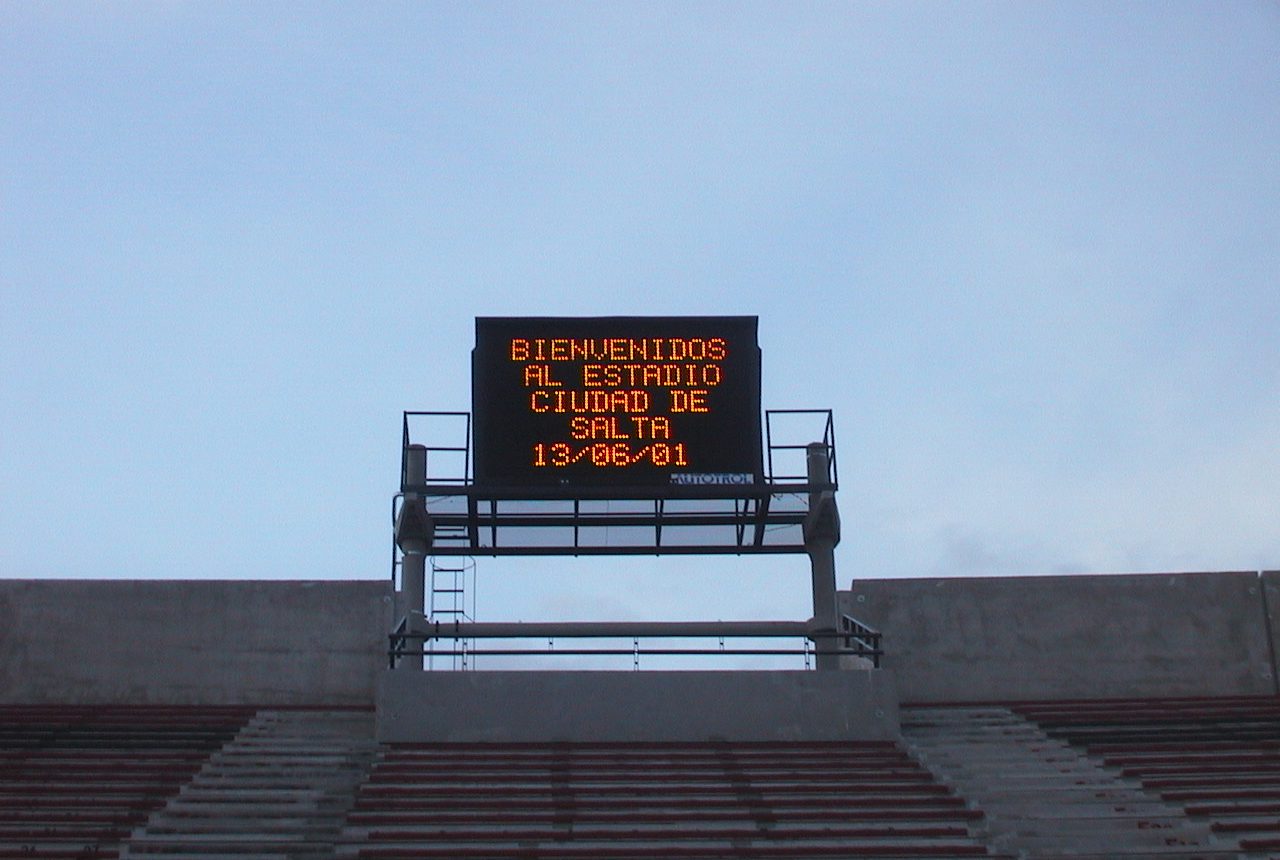 BIENVENIDOS
AL ESTADIO
CIUDAD DE
SALTA
13/06/01
AUTOTROL